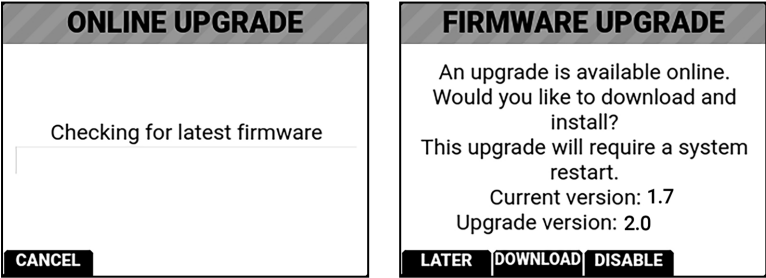 ONLINE UPGRADE
Checking for latest firmware
CANCEL
FIRMWARE UPGRADE
An upgrade is available online.
Would you like to download and
install?
This upgrade will require a system
restart.
Current version: 1.7
Upgrade version: 2.0
LATER DOWNLOAD DISABLE